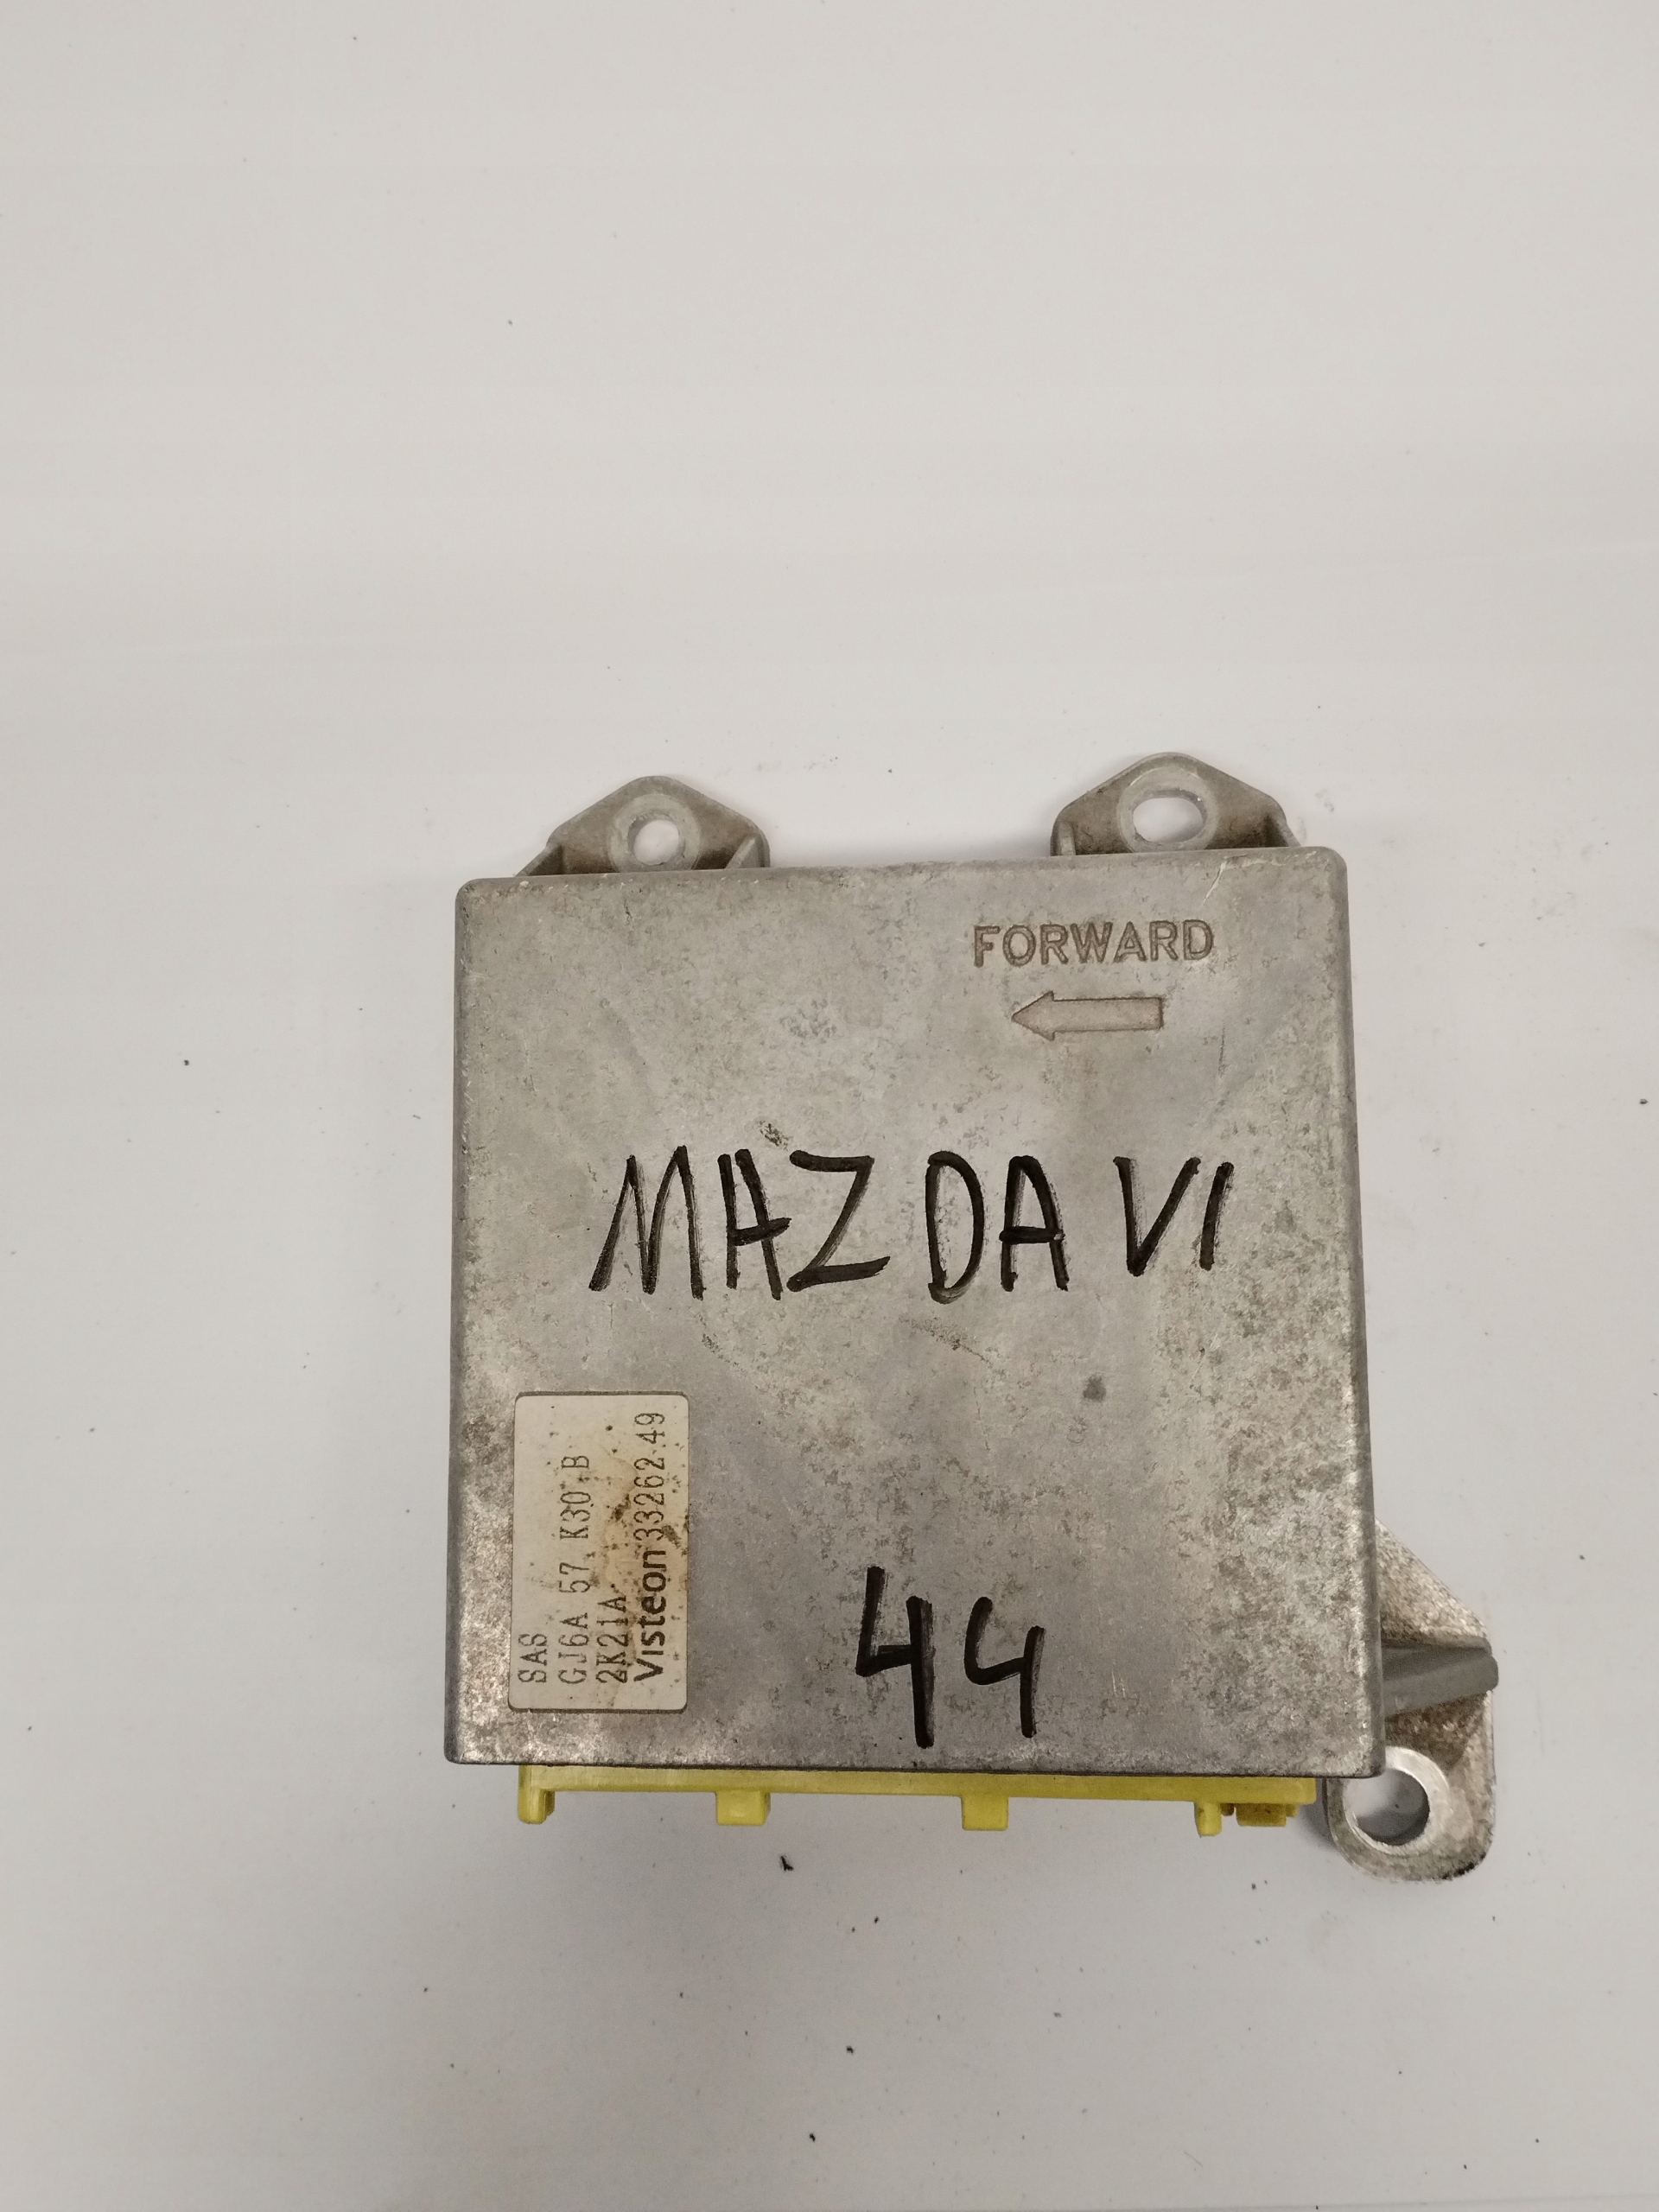 FORWARD
MAZDA VI
SAS
GJ6A 57 K30 B
2K21A
Visteon 33262.49
44